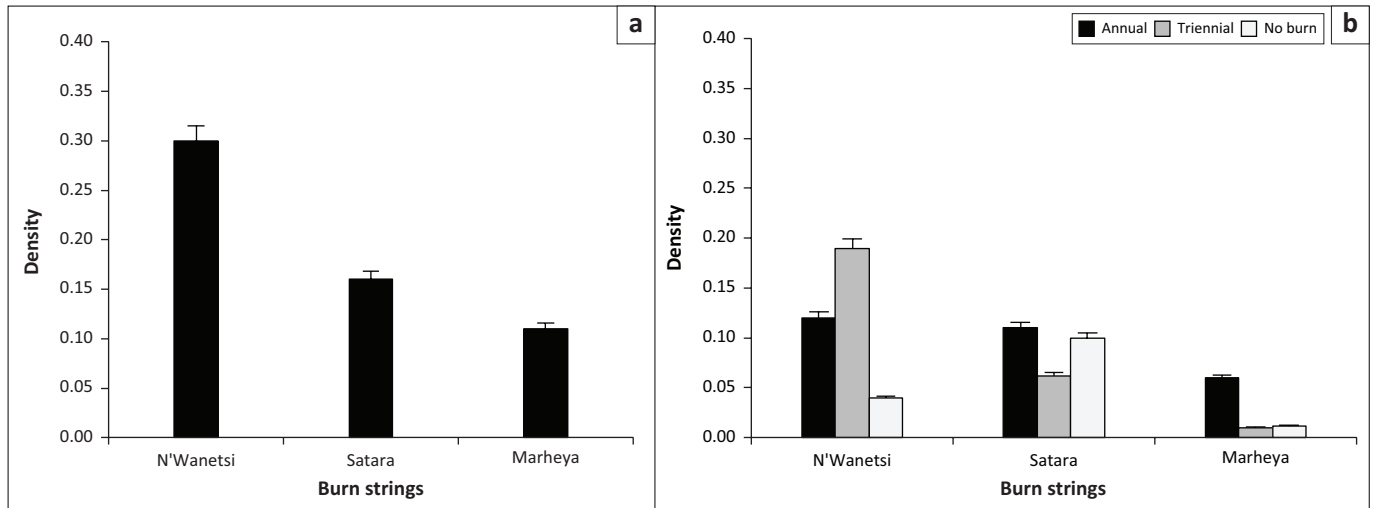 a
0.40
0.35
0.30
0.25
0.20
0.15
0.10
0.05
0.00
Density
N'Wanetsi Satara Marheya
Burn strings
b
Annual Triennial No burn
0.40
0.35
0.30
0.25
0.20
0.15
0.10
0.05
0.00
Density
N'Wanetsi Satara Marheya
Burn strings